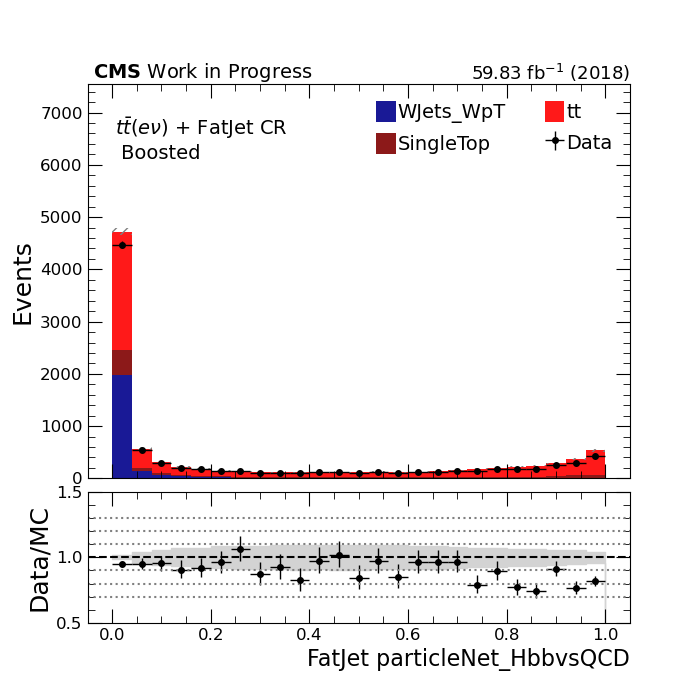 CMS Work in Progress 59.83 fb⁻¹ (2018)
tt̄(eν) + FatJet CR
Boosted
WJets_WpT tt
SingleTop Data
Events
7000
6000
5000
4000
3000
2000
1000
0
Data/MC
1.5
1.0
0.5
0.0 0.2 0.4 0.6 0.8 1.0
FatJet particleNet_HbbvsQCD